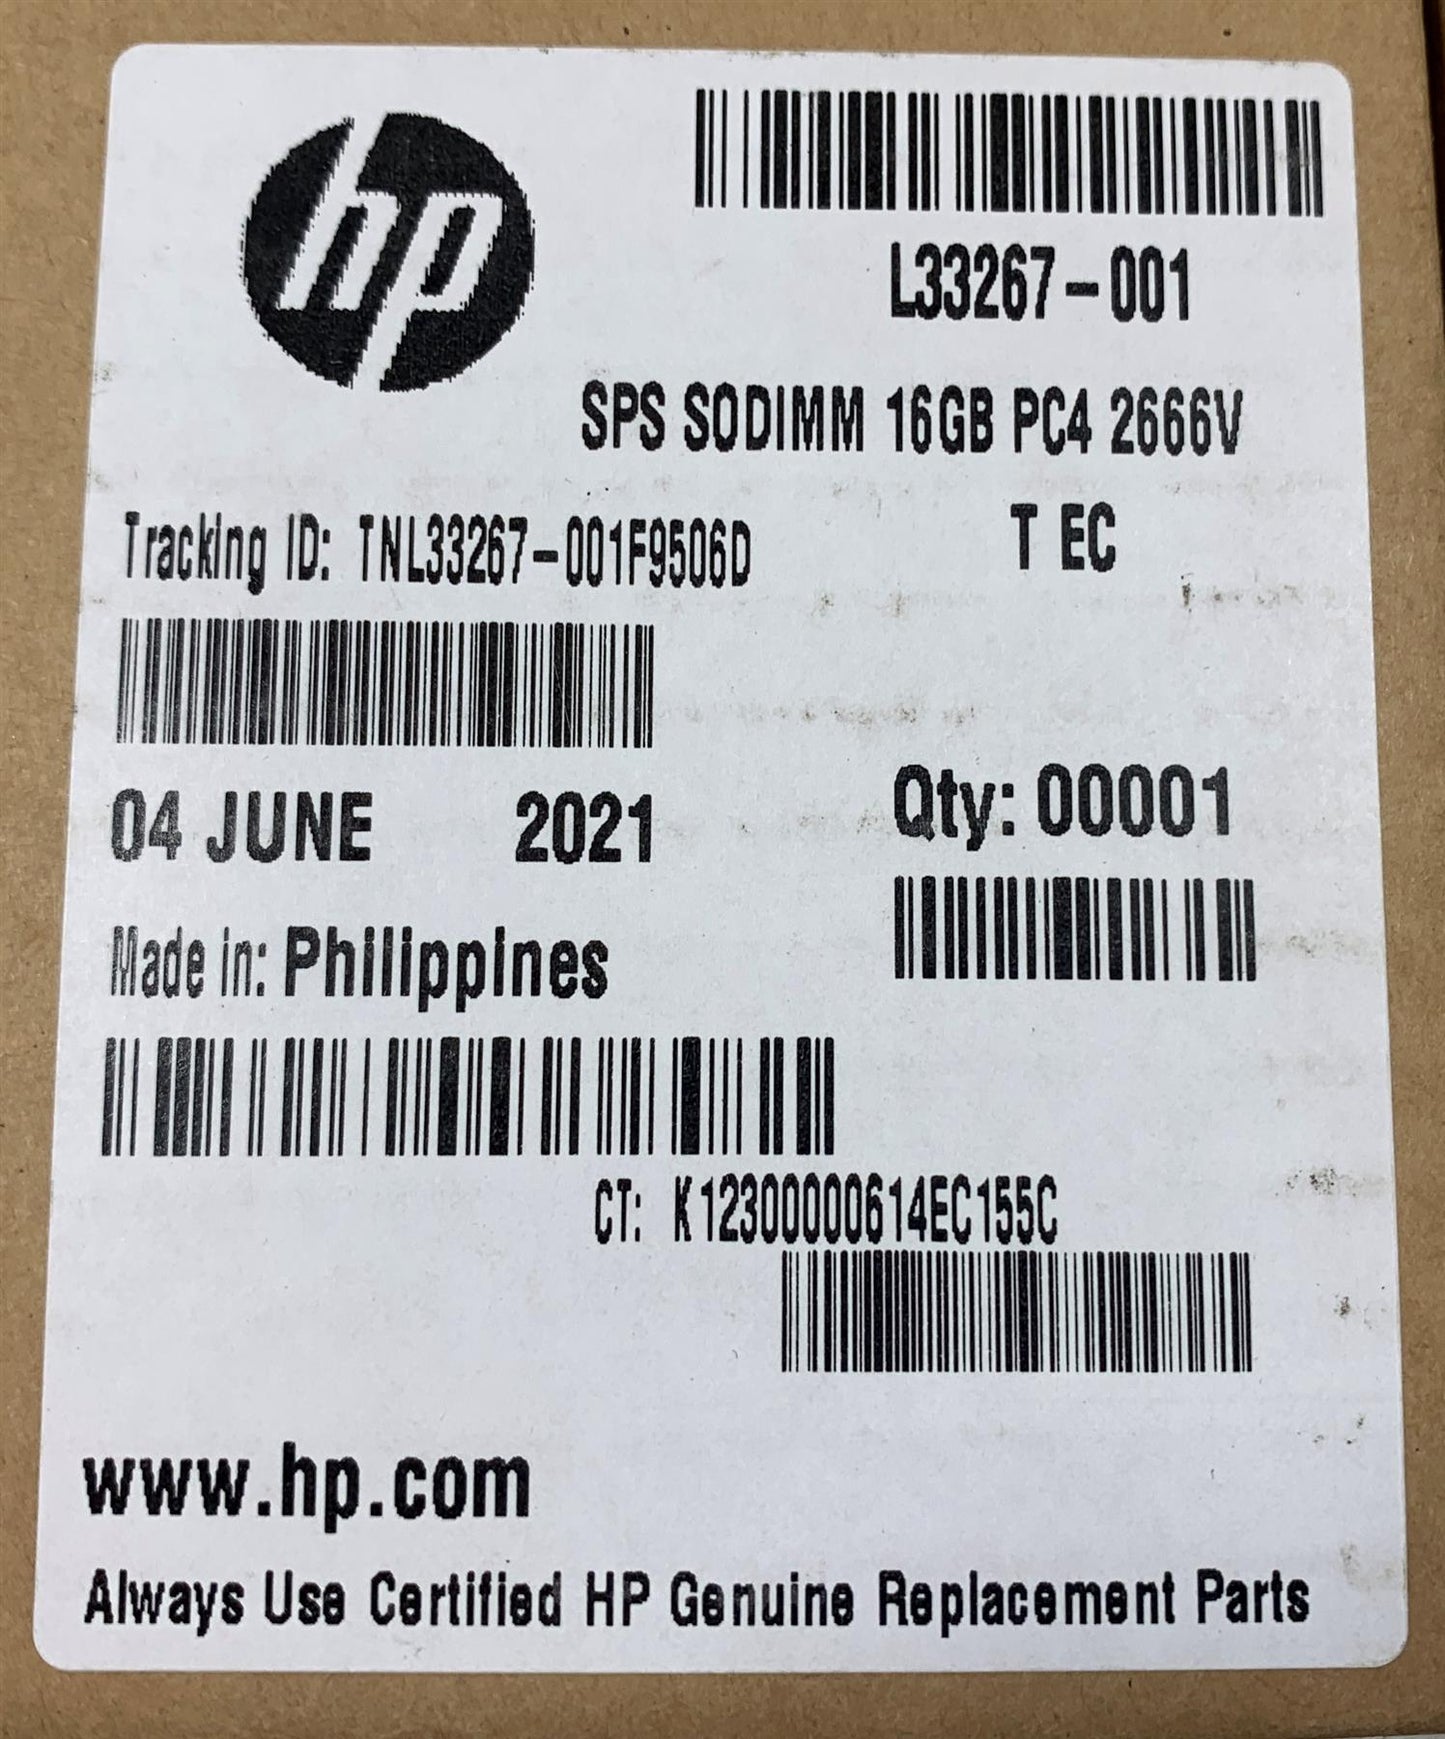 hp
L33267-001
SPS SODIMM 16GB PC4 2666V
Tracking ID: TNL33267-001F9506D
T EC
04 JUNE 2021
Qty: 00001
Made in: Philippines
CT: K12300000614EC155C
www.hp.com
Always Use Certified HP Genuine Replacement Parts